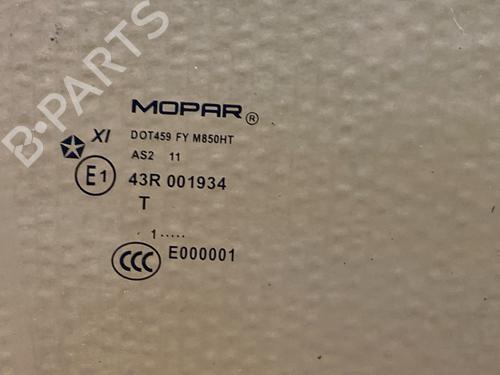 B-PARTS
MOPAR®
XI DOT459 FY M850HT
AS2 11
E1 43R 001934
T
1.....
CCC E000001